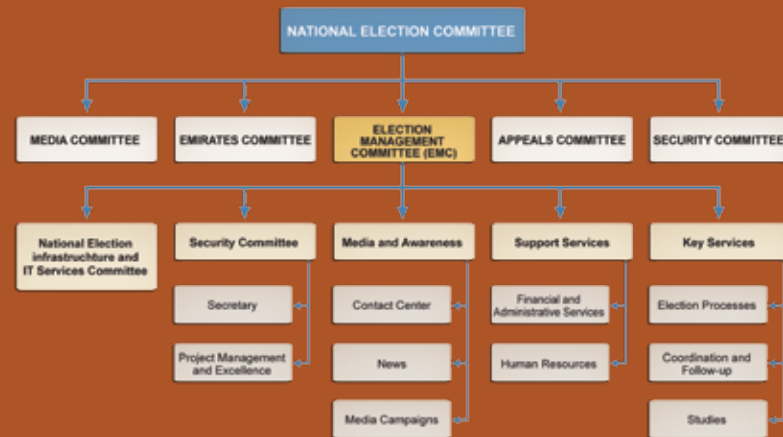 NATIONAL ELECTION COMMITTEE
MEDIA COMMITTEE
EMIRATES COMMITTEE
ELECTION
MANAGEMENT
COMMITTEE (EMC)
APPEALS COMMITTEE
SECURITY COMMITTEE
National Election
infrastruchture and
IT Services Committee
Security Committee
Media and Awareness
Support Services
Key Services
Secretary
Contact Center
Financial and
Administrative Services
Election Processes
Project Management
and Excellence
News
Human Resources
Coordination and
Follow-up
Media Campaigns
Studies